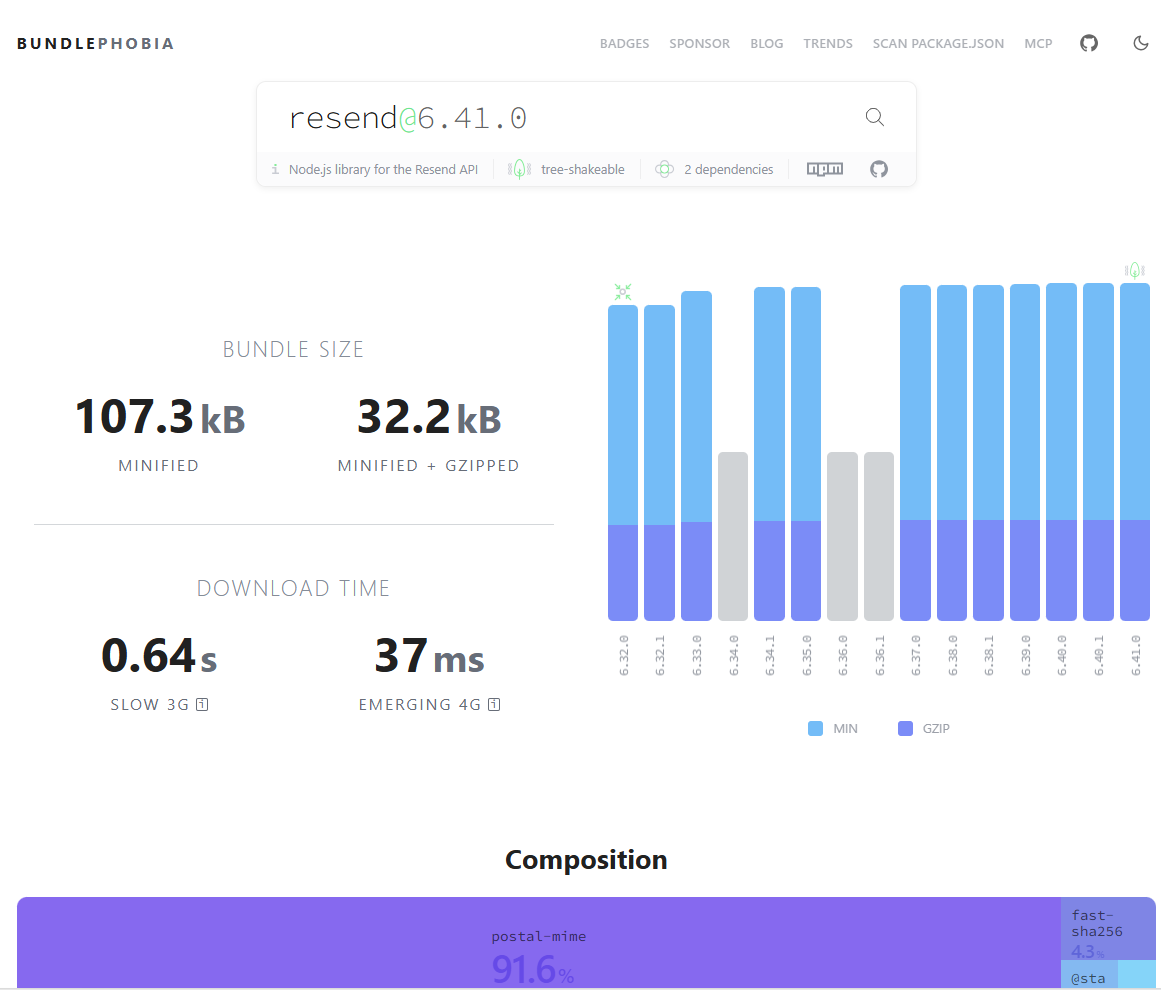 BUNDLEPHOBIA
BADGES SPONSOR BLOG TRENDS SCAN PACKAGE.JSON MCP
resend@6.41.0
i Node.js library for the Resend API tree-shakeable 2 dependencies npm
BUNDLE SIZE
107.3 kB 32.2 kB
MINIFIED MINIFIED + GZIPPED
DOWNLOAD TIME
0.64 s 37 ms
SLOW 3G i EMERGING 4G i
6.32.0 6.32.1 6.33.0 6.34.0 6.34.1 6.35.0 6.36.0 6.36.1 6.37.0 6.38.0 6.38.1 6.39.0 6.40.0 6.40.1 6.41.0
MIN GZIP
Composition
postal-mime
91.6%
fast-
sha256
4.3%
@sta